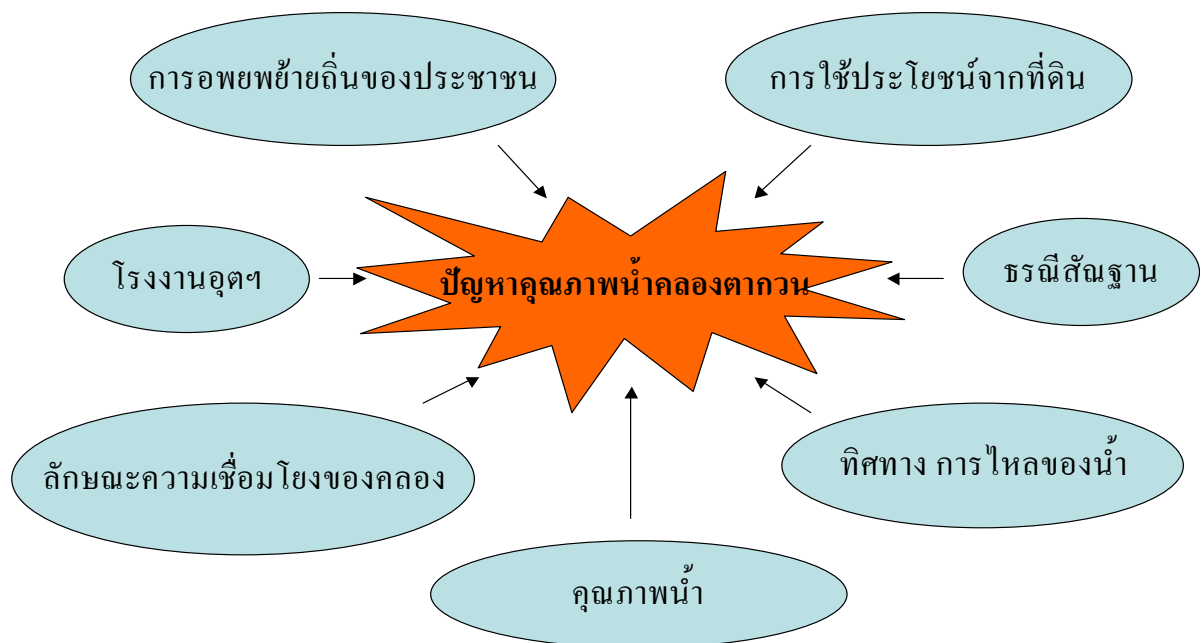 การอพยพย้ายถิ่นของประชาชน
การใช้ประโยชน์จากที่ดิน
โรงงานอุตฯ
ปัญหาคุณภาพน้ำคลองตากวน
ธรณีสัณฐาน
ลักษณะความเชื่อมโยงของคลอง
ทิศทาง การไหลของน้ำ
คุณภาพน้ำ